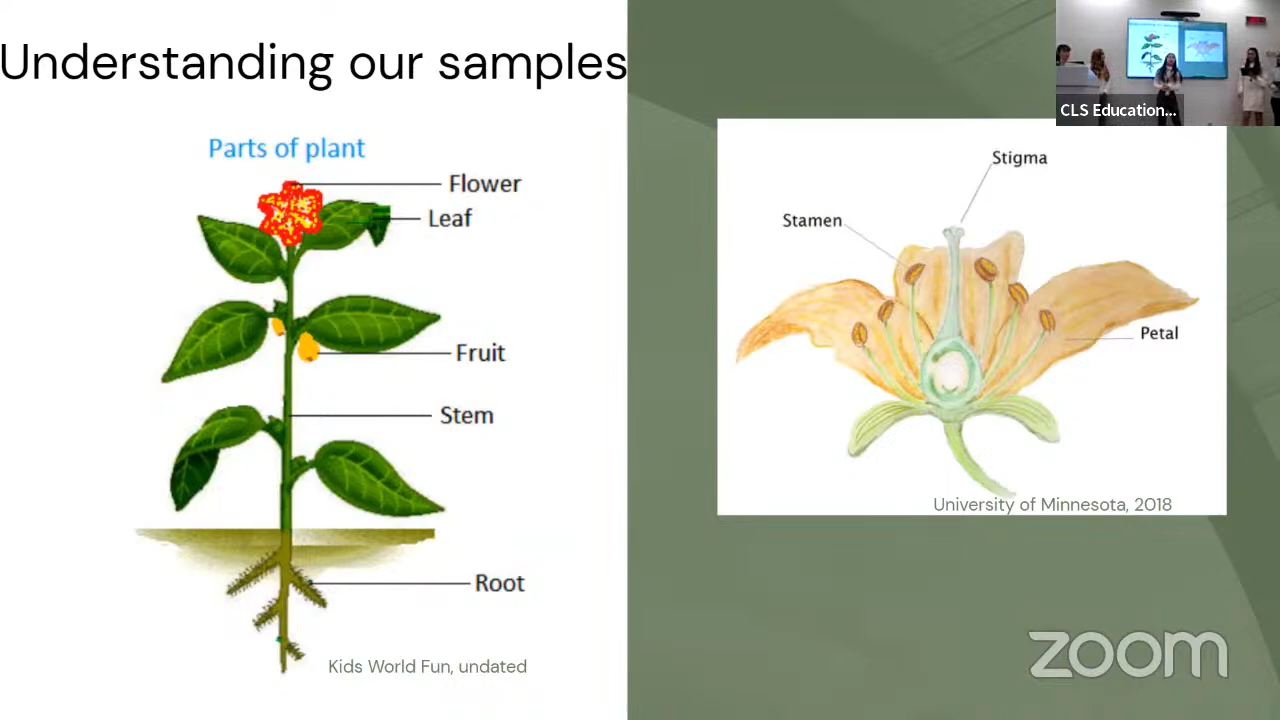 Understanding our samples
Parts of plant
Flower
Leaf
Fruit
Stem
Root
Kids World Fun, undated
Stigma
Stamen
Petal
University of Minnesota, 2018
CLS Education...
zoom